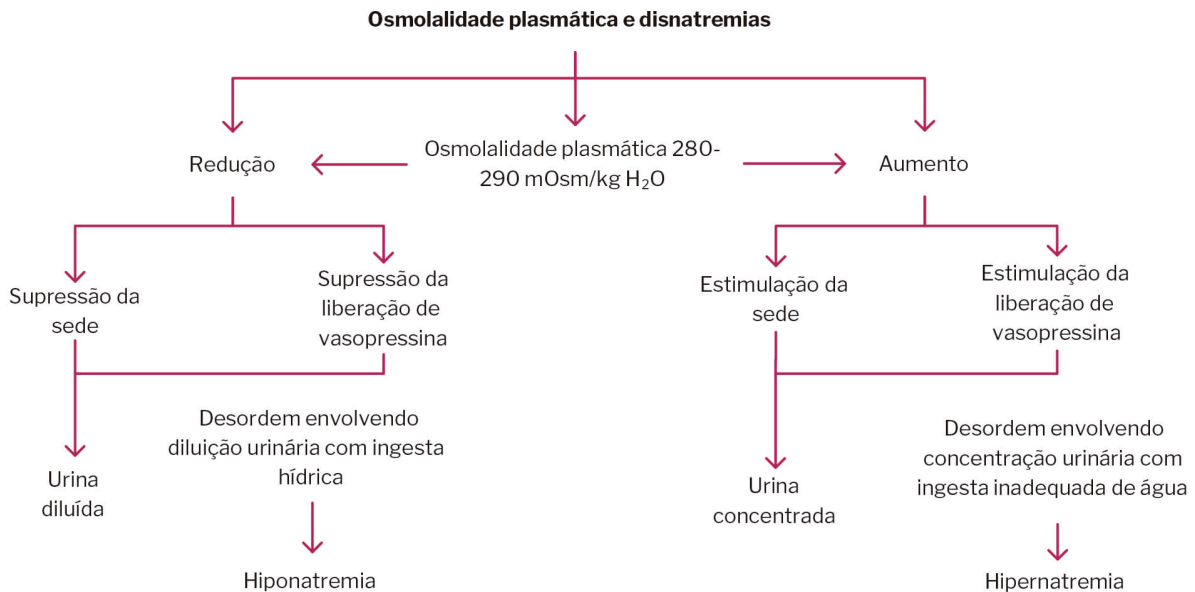 Osmolalidade plasmática e disnatremias
Redução
Osmolalidade plasmática 280-
290 mOsm/kg H₂O
Aumento
Supressão da
sede
Supressão da
liberação de
vasopressina
Estimulação da
sede
Estimulação da
liberação de
vasopressina
Desordem envolvendo
diluição urinária com ingesta
hídrica
Desordem envolvendo
concentração urinária com
ingesta inadequada de água
Urina
diluída
Urina
concentrada
Hiponatremia
Hipernatremia